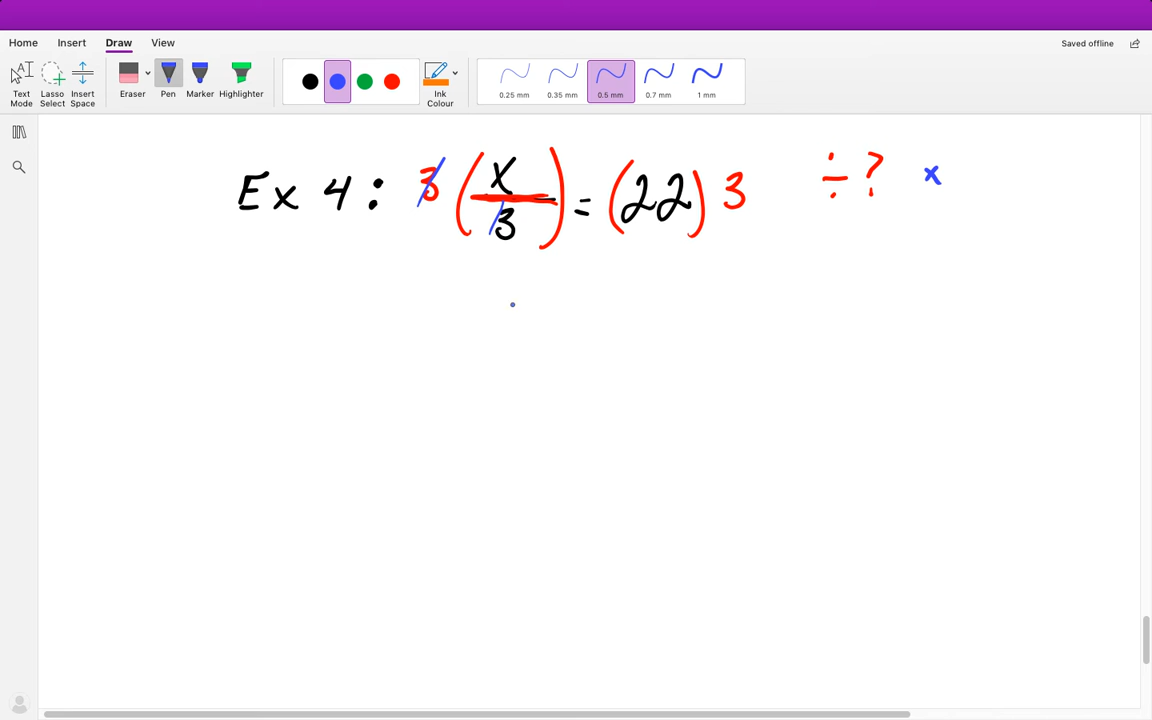 Home Insert Draw View Saved offline
Text Mode Lasso Select Insert Space Eraser Pen Marker Highlighter Ink Colour 0.25 mm 0.35 mm 0.5 mm 0.7 mm 1 mm
Ex 4: 3 (x/3) = (22) 3 ÷ ? x